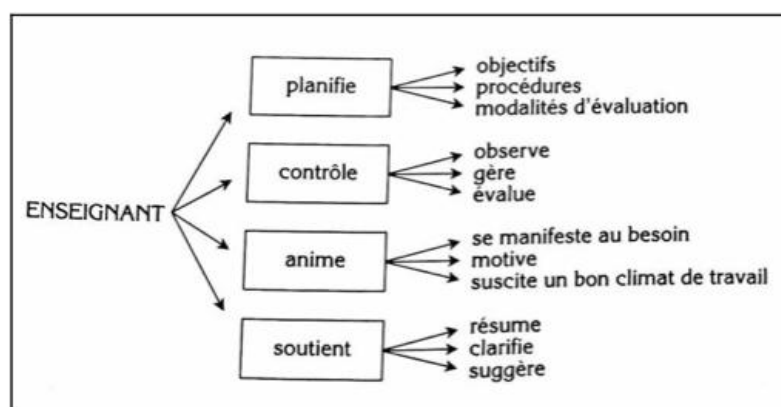 ENSEIGNANT
planifie
objectifs
procédures
modalités d'évaluation
contrôle
observe
gère
évalue
anime
se manifeste au besoin
motive
suscite un bon climat de travail
soutient
résume
clarifie
suggère